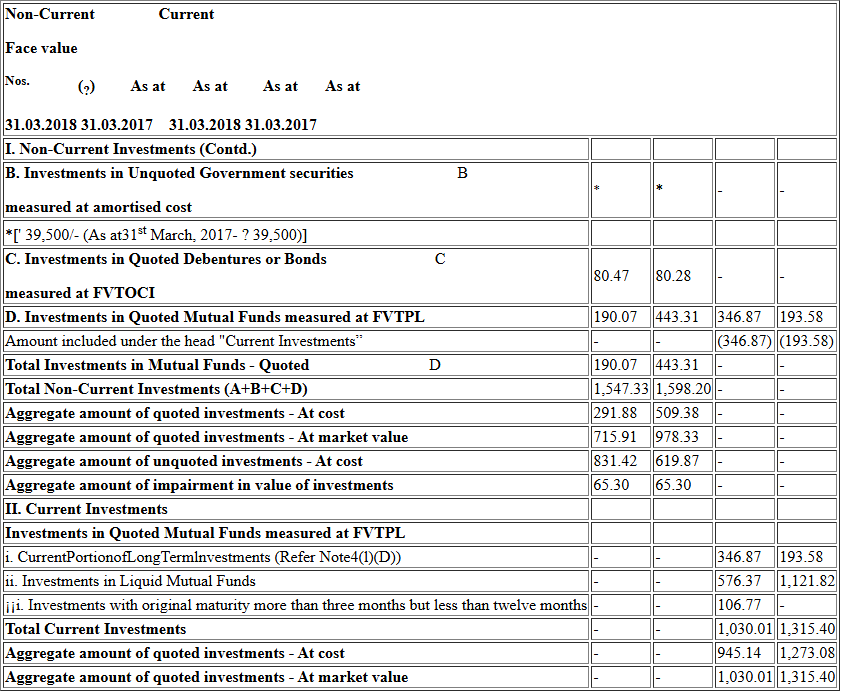 Non-Current Current
Face value
Nos. (?) As at As at As at As at
31.03.2018 31.03.2017 31.03.2018 31.03.2017
I. Non-Current Investments (Contd.)
B. Investments in Unquoted Government securities B
measured at amortised cost * * - -
*[' 39,500/- (As at31st March, 2017- ? 39,500)]
C. Investments in Quoted Debentures or Bonds C
measured at FVTOCI 80.47 80.28 - -
D. Investments in Quoted Mutual Funds measured at FVTPL 190.07 443.31 346.87 193.58
Amount included under the head "Current Investments” - - (346.87) (193.58)
Total Investments in Mutual Funds - Quoted D 190.07 443.31 - -
Total Non-Current Investments (A+B+C+D) 1,547.33 1,598.20 - -
Aggregate amount of quoted investments - At cost 291.88 509.38 - -
Aggregate amount of quoted investments - At market value 715.91 978.33 - -
Aggregate amount of unquoted investments - At cost 831.42 619.87 - -
Aggregate amount of impairment in value of investments 65.30 65.30 - -
II. Current Investments
Investments in Quoted Mutual Funds measured at FVTPL
i. CurrentPortionofLongTermlnvestments (Refer Note4(l)(D)) - - 346.87 193.58
ii. Investments in Liquid Mutual Funds - - 576.37 1,121.82
¡¡i. Investments with original maturity more than three months but less than twelve months - - 106.77 -
Total Current Investments - - 1,030.01 1,315.40
Aggregate amount of quoted investments - At cost - - 945.14 1,273.08
Aggregate amount of quoted investments - At market value - - 1,030.01 1,315.40